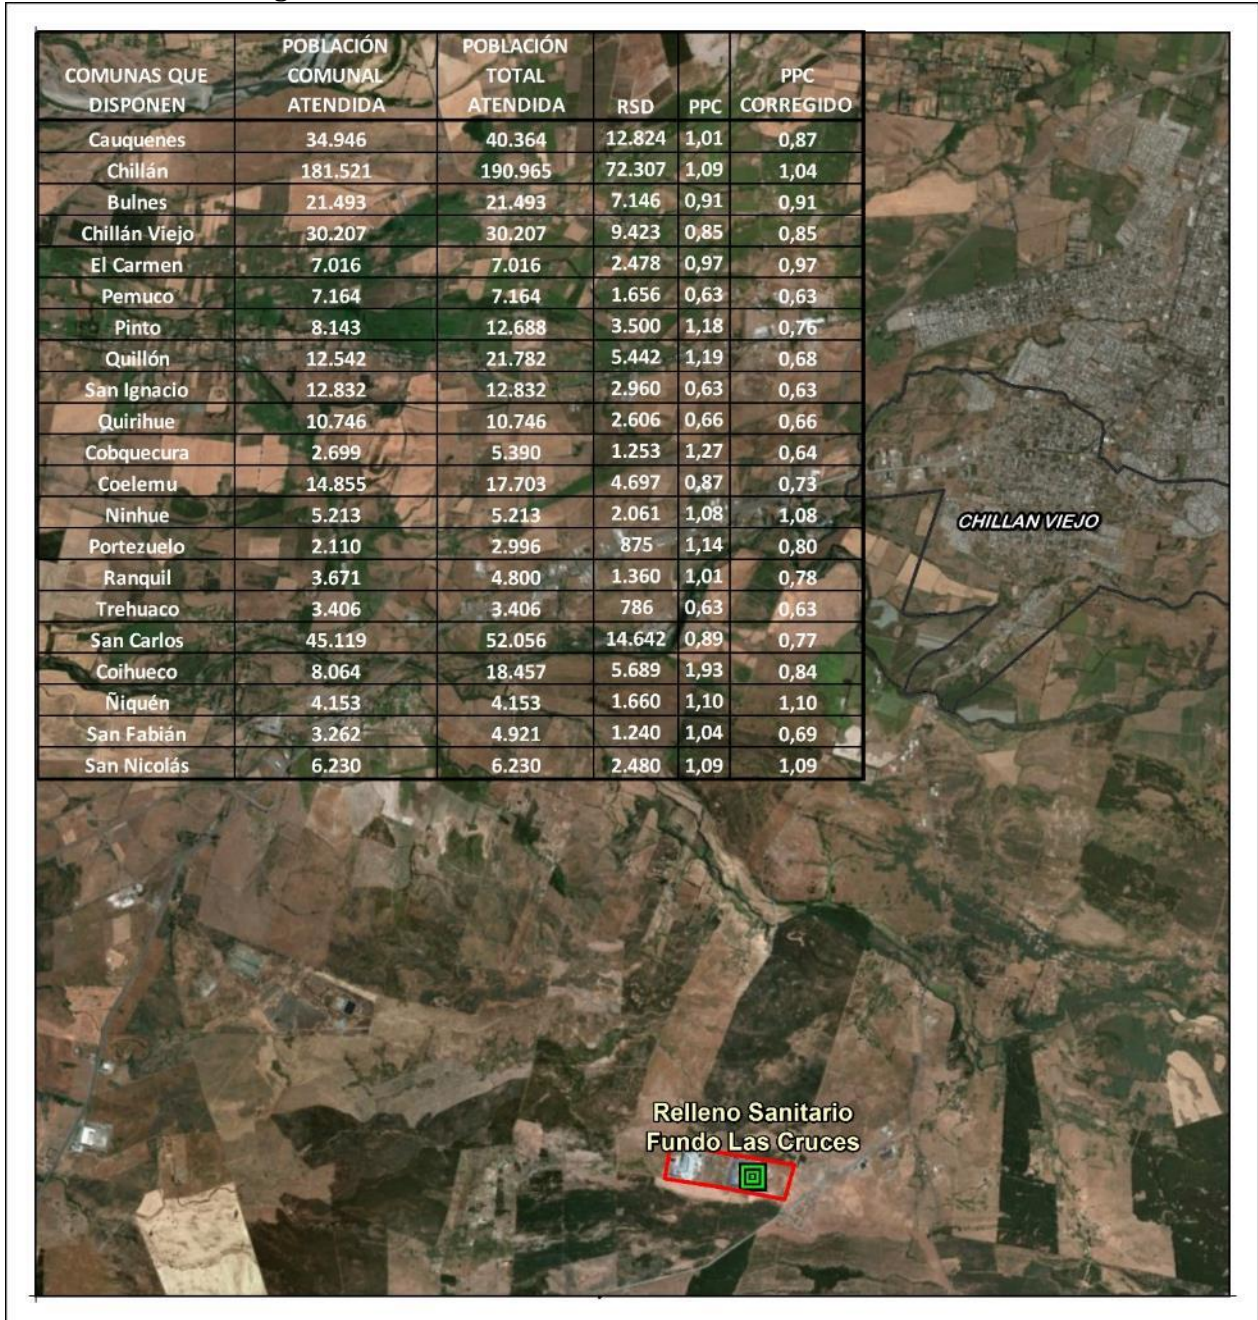 COMUNAS QUE DISPONEN POBLACIÓN COMUNAL ATENDIDA POBLACIÓN TOTAL ATENDIDA RSD PPC PPC CORREGIDO
Cauquenes 34.946 40.364 12.824 1,01 0,87
Chillán 181.521 190.965 72.307 1,09 1,04
Bulnes 21.493 21.493 7.146 0,91 0,91
Chillán Viejo 30.207 30.207 9.423 0,85 0,85
El Carmen 7.016 7.016 2.478 0,97 0,97
Pemuco 7.164 7.164 1.656 0,63 0,63
Pinto 8.143 12.688 3.500 1,18 0,76
Quillón 12.542 21.782 5.442 1,19 0,68
San Ignacio 12.832 12.832 2.960 0,63 0,63
Quirihue 10.746 10.746 2.606 0,66 0,66
Cobquecura 2.699 5.390 1.253 1,27 0,64
Coelemu 14.855 17.703 4.697 0,87 0,73
Ninhue 5.213 5.213 2.061 1,08 1,08
Portezuelo 2.110 2.996 875 1,14 0,80
Ranquil 3.671 4.800 1.360 1,01 0,78
Trehuaco 3.406 3.406 786 0,63 0,63
San Carlos 45.119 52.056 14.642 0,89 0,77
Coihueco 8.064 18.457 5.689 1,93 0,84
Ñiquén 4.153 4.153 1.660 1,10 1,10
San Fabián 3.262 4.921 1.240 1,04 0,69
San Nicolás 6.230 6.230 2.480 1,09 1,09
CHILLAN VIEJO
Relleno Sanitario
Fundo Las Cruces